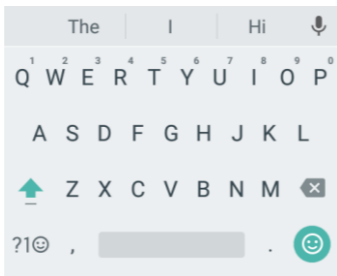 The I Hi
1 2 3 4 5 6 7 8 9 0
Q W E R T Y U I O P
A S D F G H J K L
Z X C V B N M
?1☺ , .